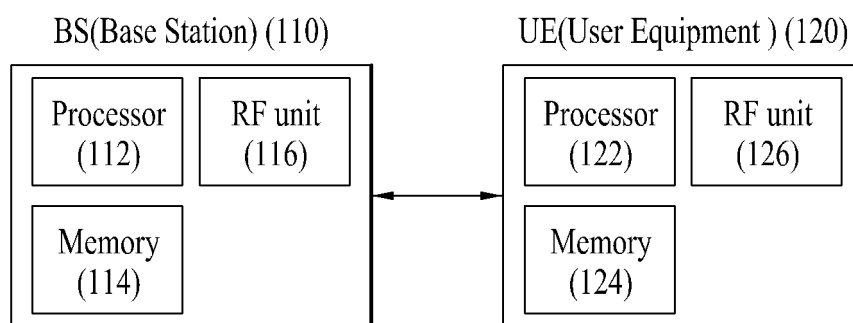 BS(Base Station) (110)
Processor
(112)
RF unit
(116)
Memory
(114)
UE(User Equipment ) (120)
Processor
(122)
RF unit
(126)
Memory
(124)